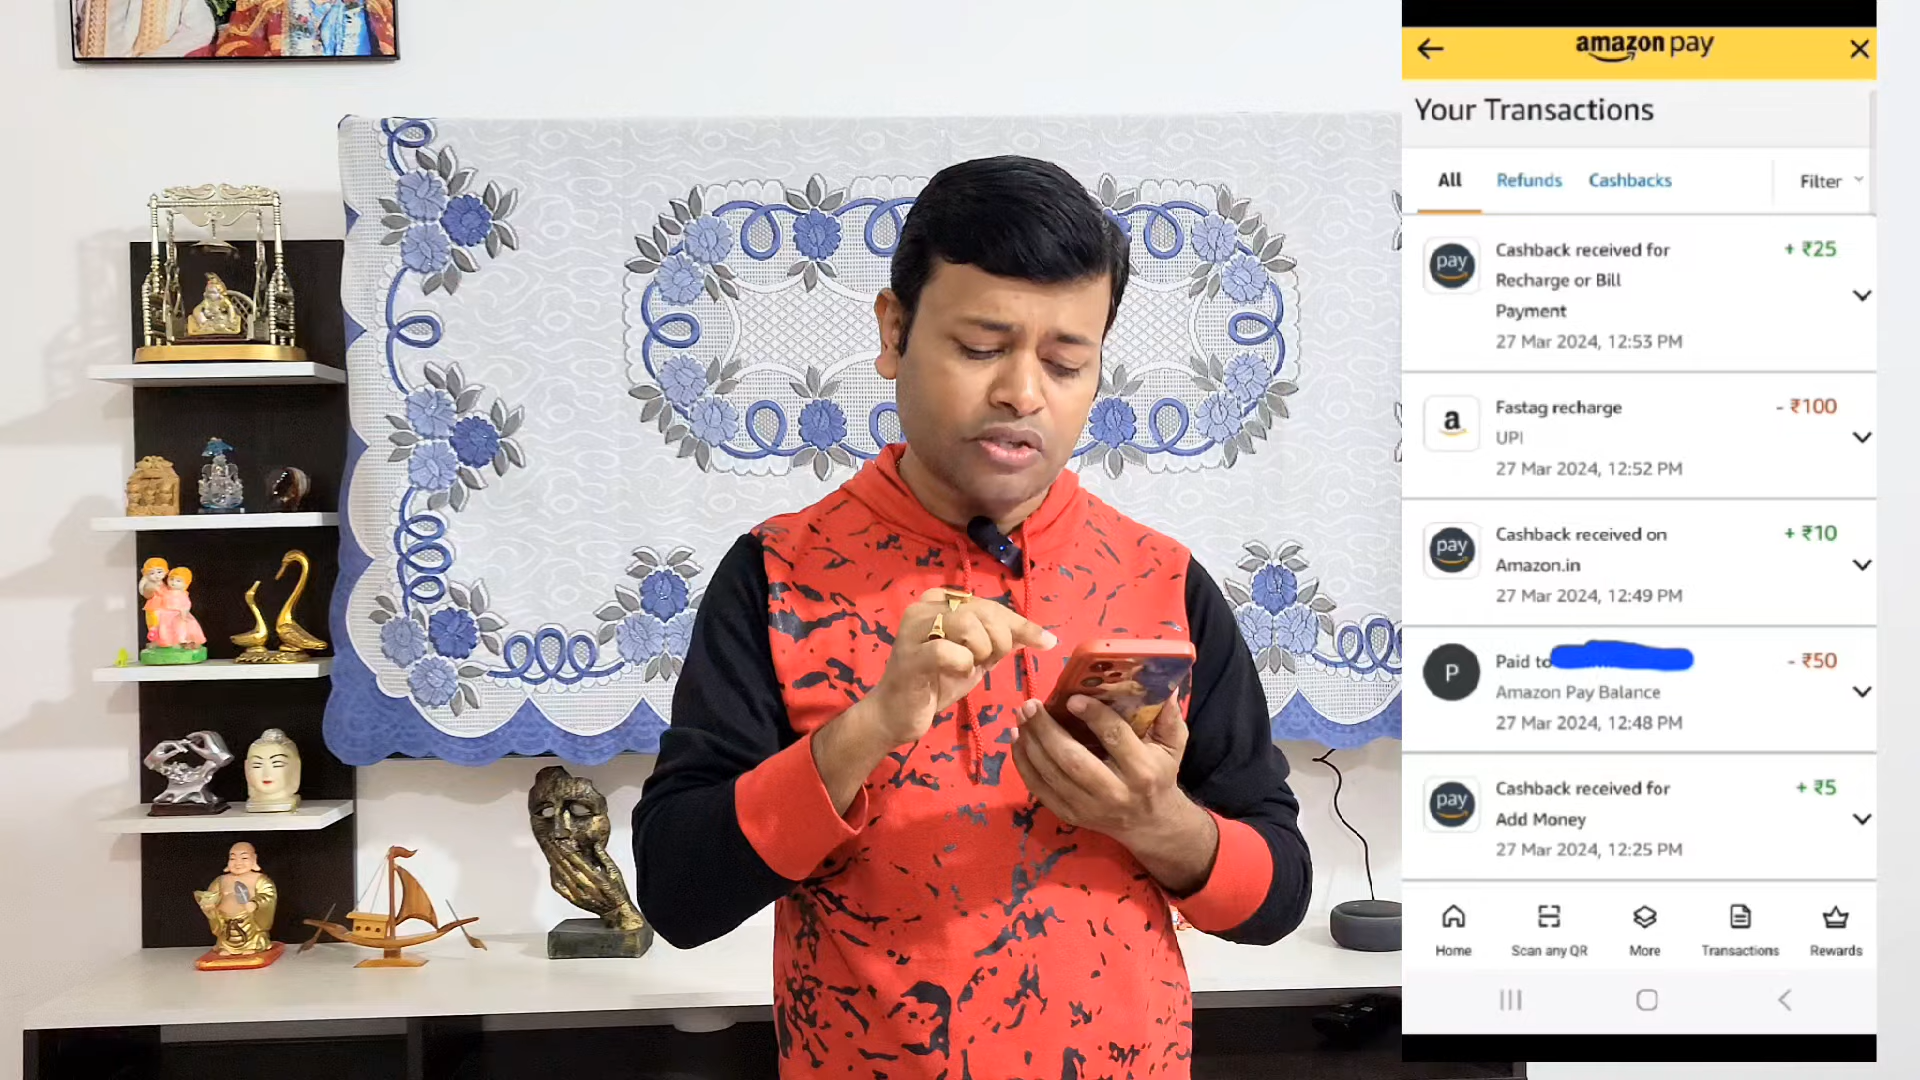 amazon pay
Your Transactions
All Refunds Cashbacks Filter
pay
Cashback received for
Recharge or Bill
Payment
27 Mar 2024, 12:53 PM
+ ₹25
a
Fastag recharge
UPI
27 Mar 2024, 12:52 PM
- ₹100
pay
Cashback received on
Amazon.in
27 Mar 2024, 12:49 PM
+ ₹10
P
Paid to
Amazon Pay Balance
27 Mar 2024, 12:48 PM
- ₹50
pay
Cashback received for
Add Money
27 Mar 2024, 12:25 PM
+ ₹5
Home Scan any QR More Transactions Rewards